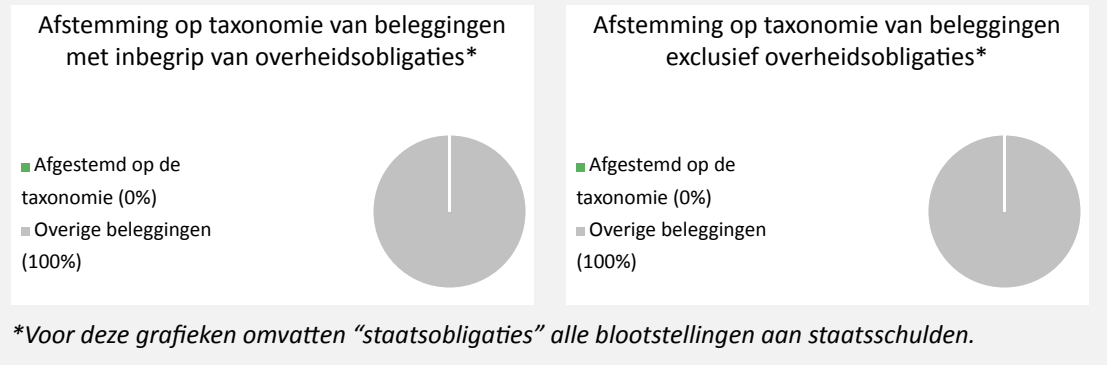 Afstemming op taxonomie van beleggingen
met inbegrip van overheidsobligaties*
Afgestemd op de
taxonomie (0%)
Overige beleggingen
(100%)
Afstemming op taxonomie van beleggingen
exclusief overheidsobligaties*
Afgestemd op de
taxonomie (0%)
Overige beleggingen
(100%)
*Voor deze grafieken omvatten “staatsobligaties” alle blootstellingen aan staatsschulden.